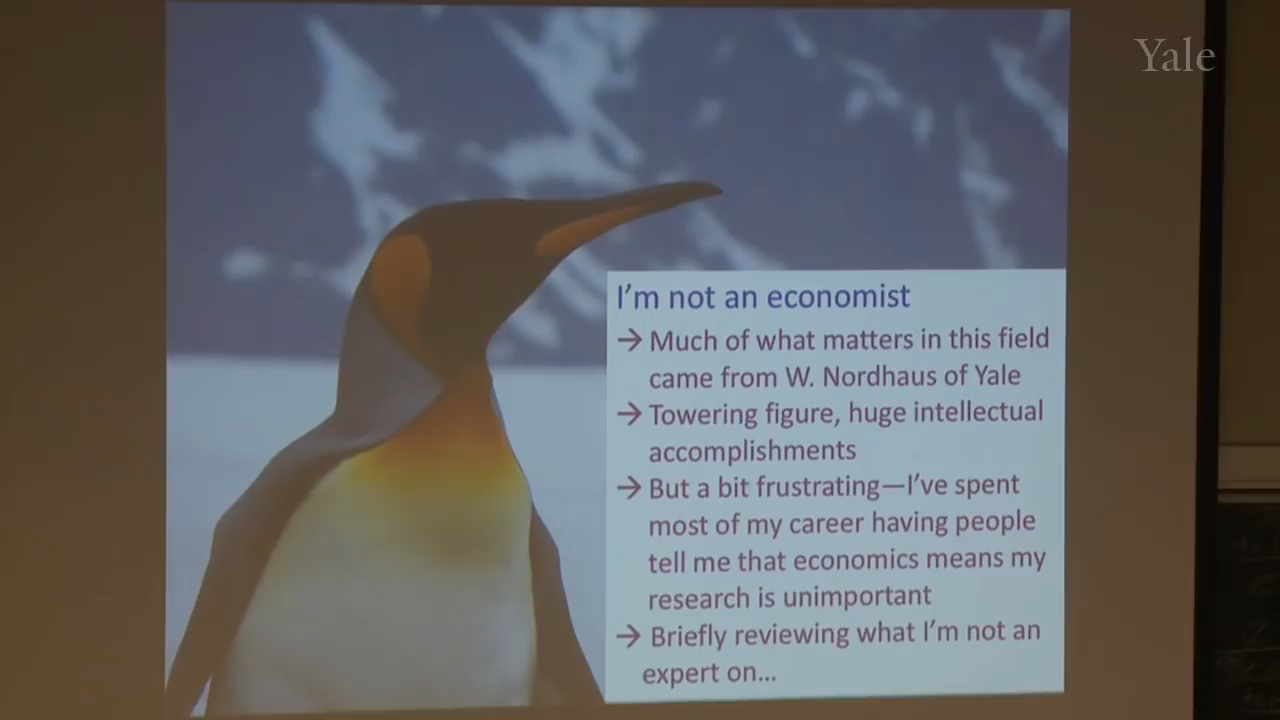 Yale
I'm not an economist
→ Much of what matters in this field
came from W. Nordhaus of Yale
→ Towering figure, huge intellectual
accomplishments
→ But a bit frustrating—I've spent
most of my career having people
tell me that economics means my
research is unimportant
→ Briefly reviewing what I'm not an
expert on...